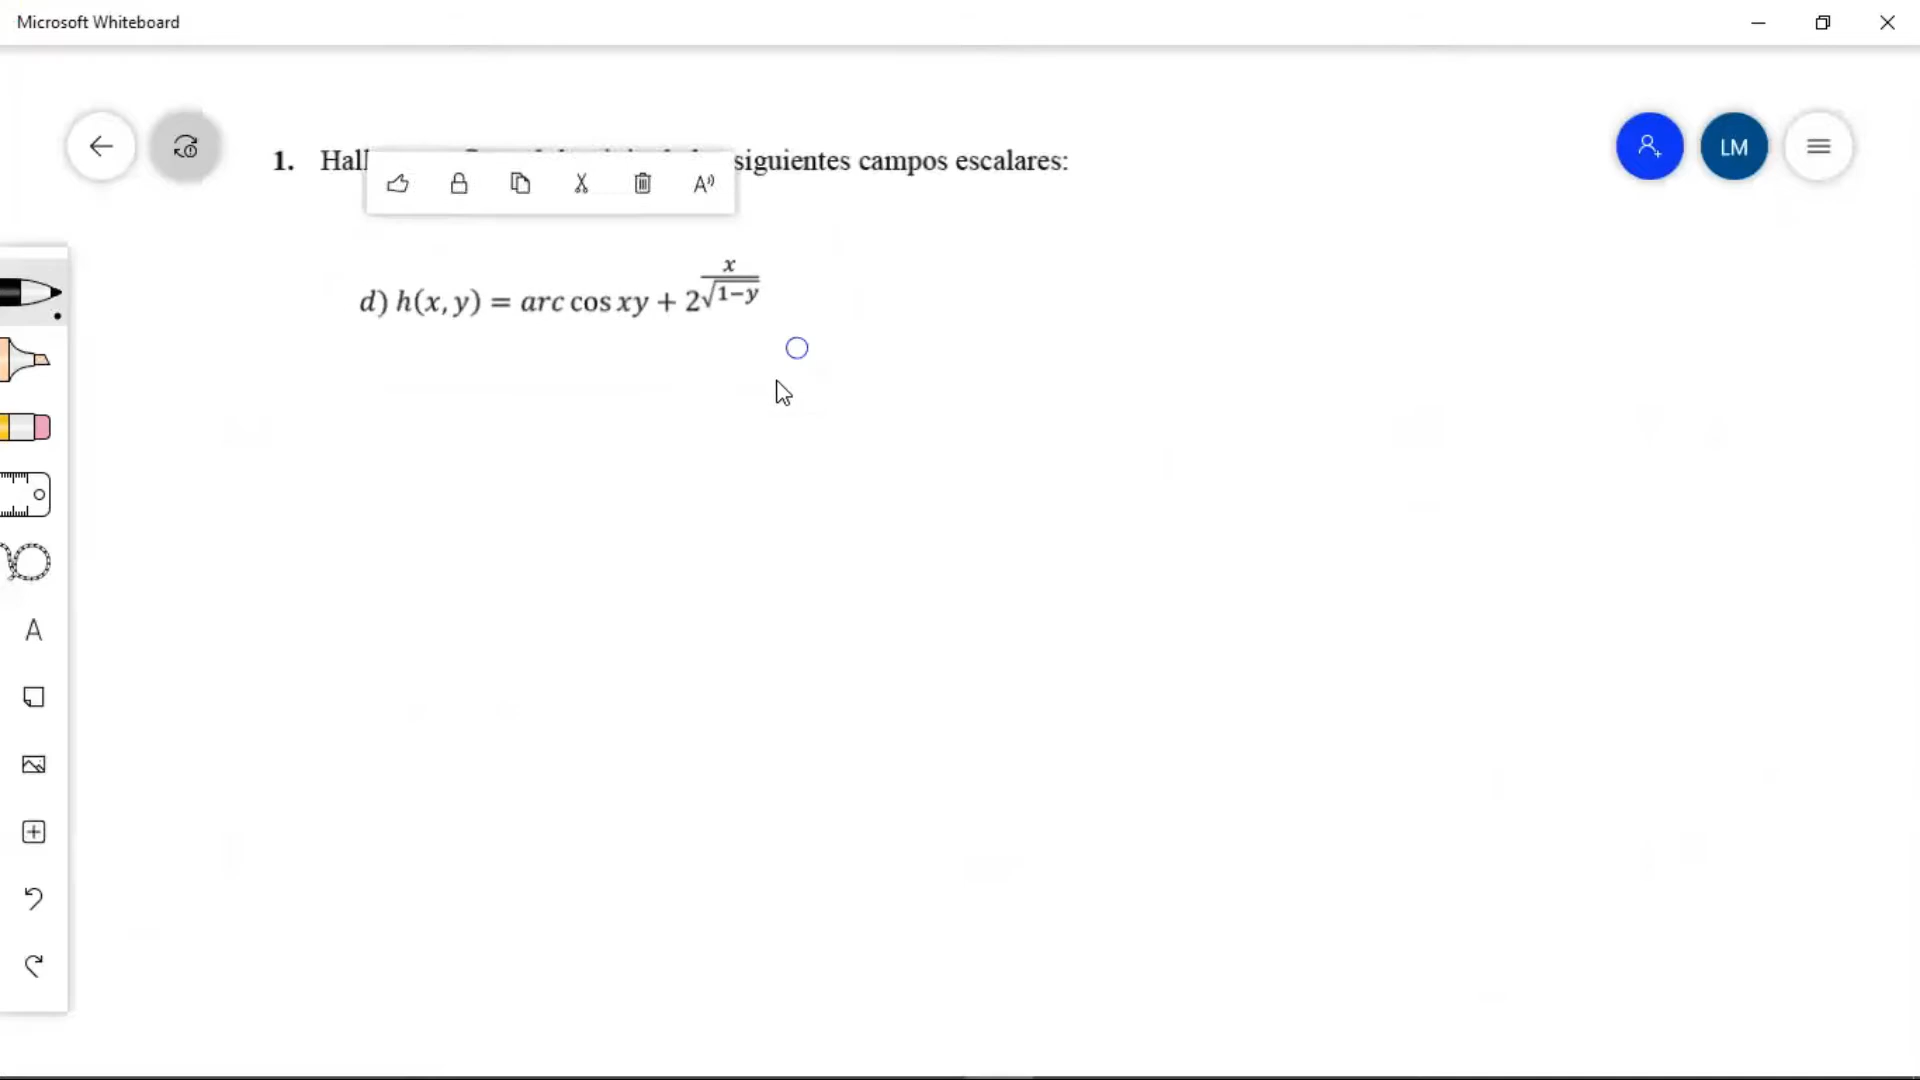 Microsoft Whiteboard
LM
1. Hall siguientes campos escalares:
d) h(x, y) = arc cos xy + 2^(x/√(1−y))
A